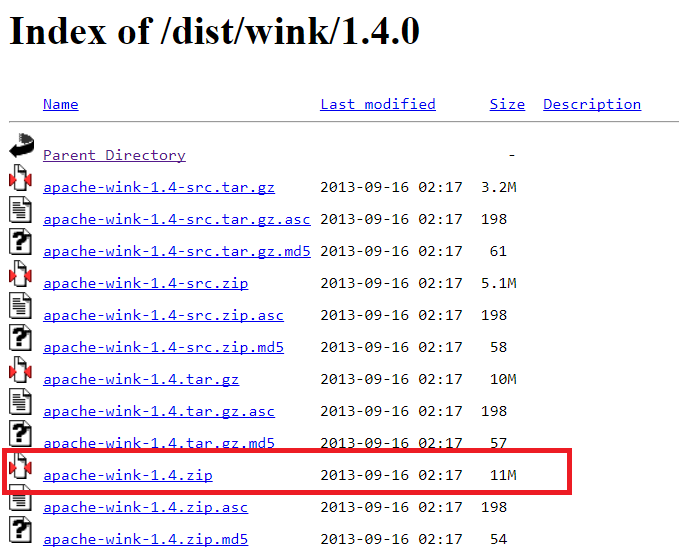 Index of /dist/wink/1.4.0
Name Last modified Size Description
Parent Directory -
apache-wink-1.4-src.tar.gz 2013-09-16 02:17 3.2M
apache-wink-1.4-src.tar.gz.asc 2013-09-16 02:17 198
apache-wink-1.4-src.tar.gz.md5 2013-09-16 02:17 61
apache-wink-1.4-src.zip 2013-09-16 02:17 5.1M
apache-wink-1.4-src.zip.asc 2013-09-16 02:17 198
apache-wink-1.4-src.zip.md5 2013-09-16 02:17 58
apache-wink-1.4.tar.gz 2013-09-16 02:17 10M
apache-wink-1.4.tar.gz.asc 2013-09-16 02:17 198
apache-wink-1.4.tar.gz.md5 2013-09-16 02:17 57
apache-wink-1.4.zip 2013-09-16 02:17 11M
apache-wink-1.4.zip.asc 2013-09-16 02:17 198
apache-wink-1.4.zip.md5 2013-09-16 02:17 54